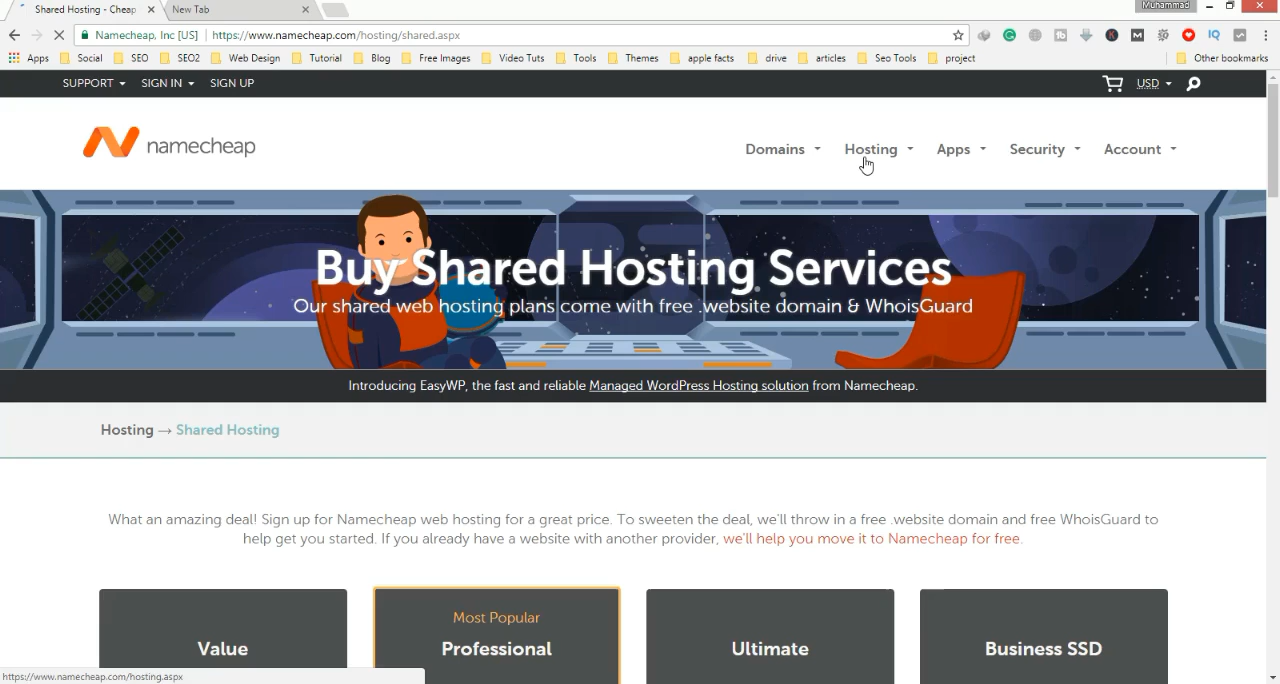 Shared Hosting - Cheap
New Tab
Muhammad
Namecheap, Inc [US] https://www.namecheap.com/hosting/shared.aspx
Apps Social SEO SEO2 Web Design Tutorial Blog Free Images Video Tuts Tools Themes apple facts drive articles Seo Tools project Other bookmarks
SUPPORT SIGN IN SIGN UP USD
namecheap
Domains Hosting Apps Security Account
Buy Shared Hosting Services
Our shared web hosting plans come with free .website domain & WhoisGuard
Introducing EasyWP, the fast and reliable Managed WordPress Hosting solution from Namecheap.
Hosting → Shared Hosting
What an amazing deal! Sign up for Namecheap web hosting for a great price. To sweeten the deal, we'll throw in a free .website domain and free WhoisGuard to
help get you started. If you already have a website with another provider, we'll help you move it to Namecheap for free.
Most Popular
Value Professional Ultimate Business SSD
https://www.namecheap.com/hosting.aspx